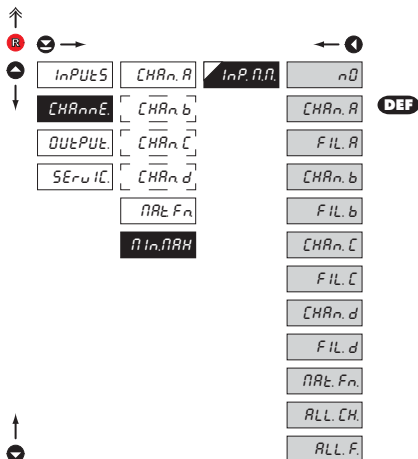 R
InPUtS CHAn. A InP. M.M. nO
CHAnnE. CHAn. b CHAn. A DEF
OUtPUt. CHAn. C FIL. A
SErvIC. CHAn. d CHAn. b
MAt. Fn. FIL. b
MIn.MAX CHAn. C
FIL. C
CHAn. d
FIL. d
MAt. Fn.
ALL. CH.
ALL. F.